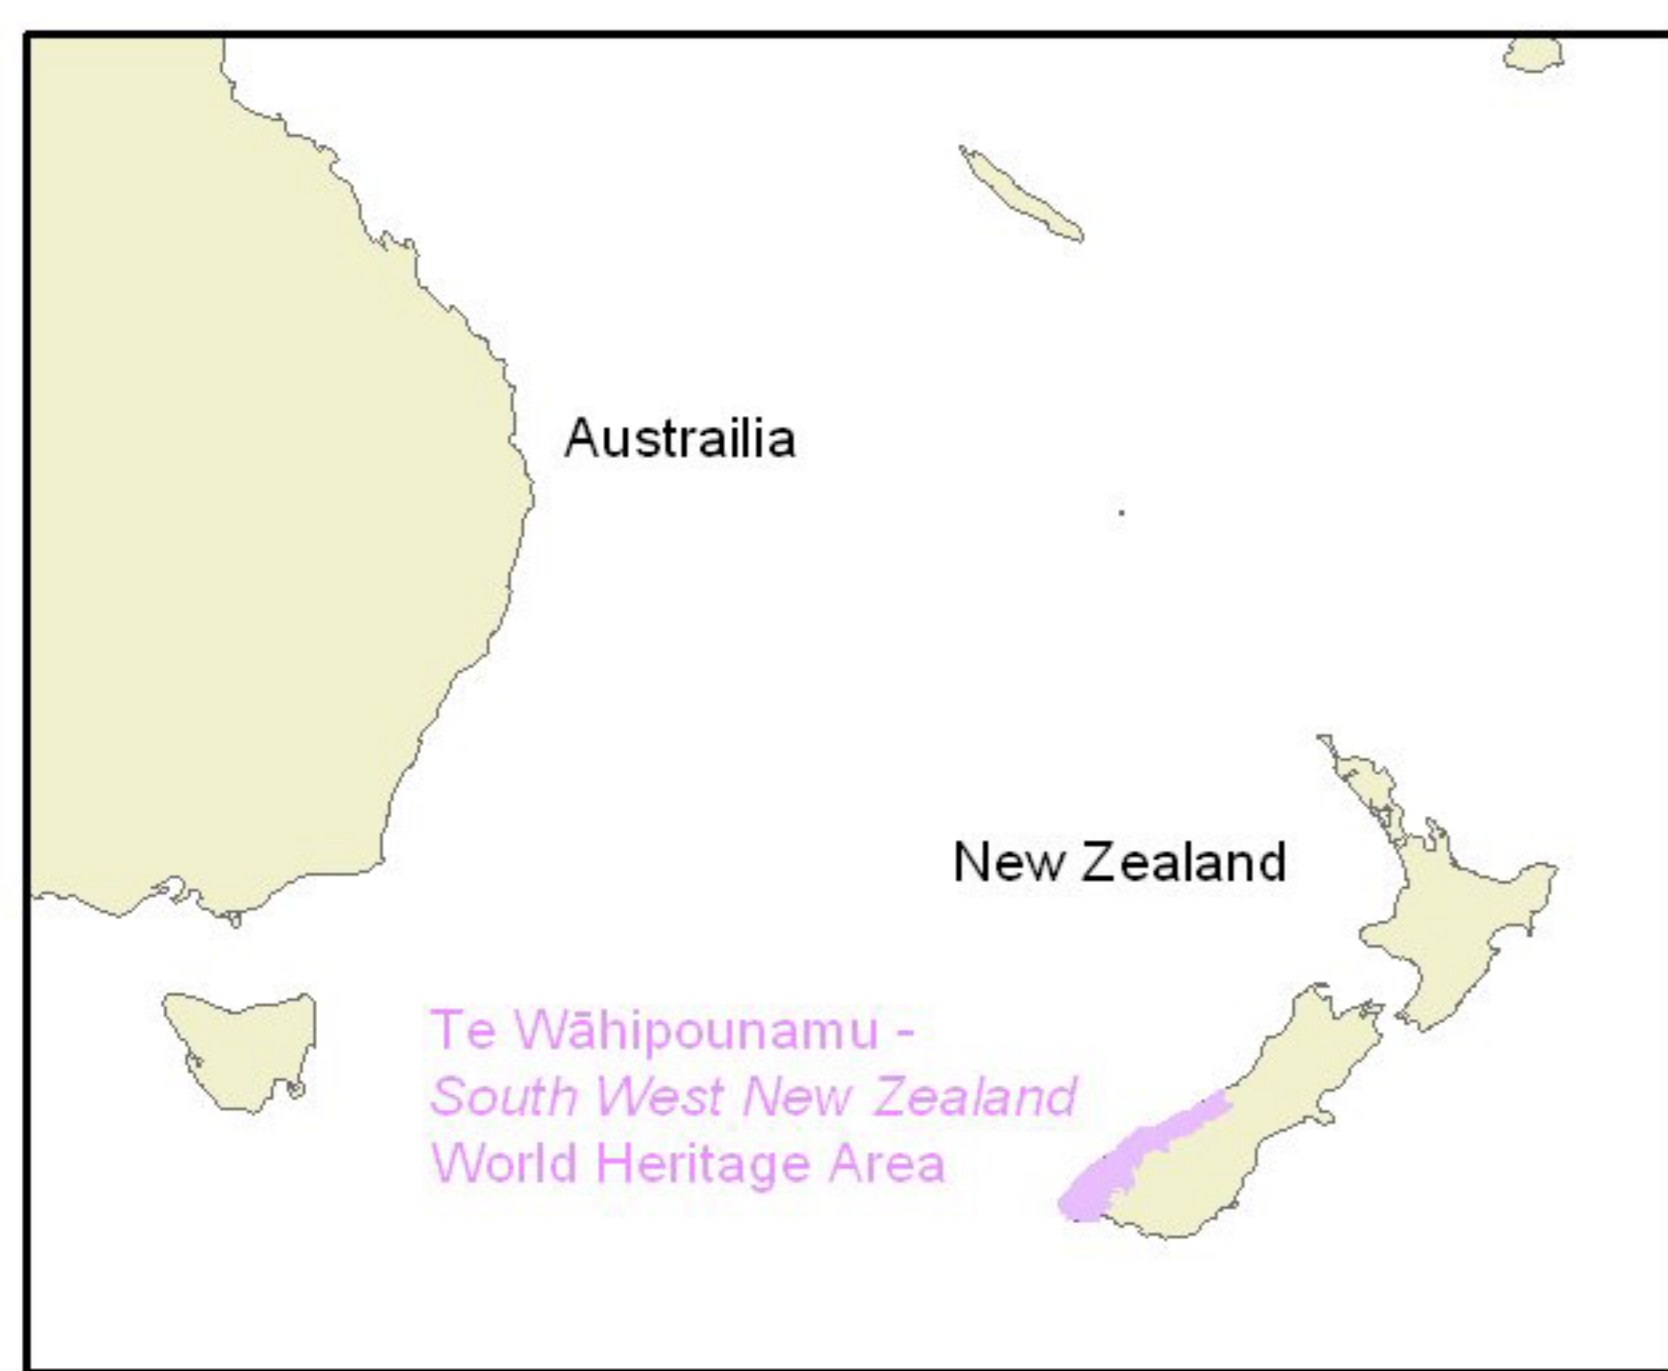 Austrailia
New Zealand
Te Wāhipounamu -
South West New Zealand
World Heritage Area